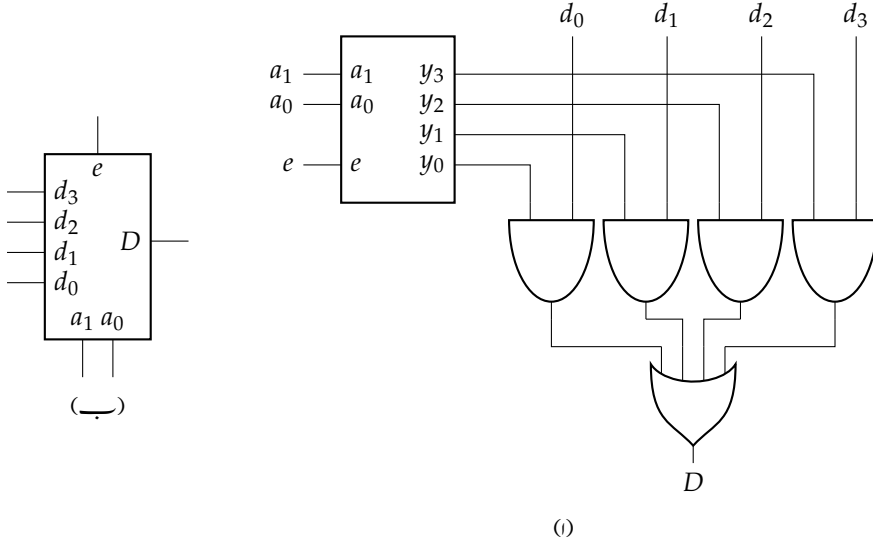 d₀ d₁ d₂ d₃
a₁ a₁ y₃
a₀ a₀ y₂
y₁
e e y₀
e
d₃
d₂
d₁ D
d₀
a₁ a₀
(ب)
D
(ا)